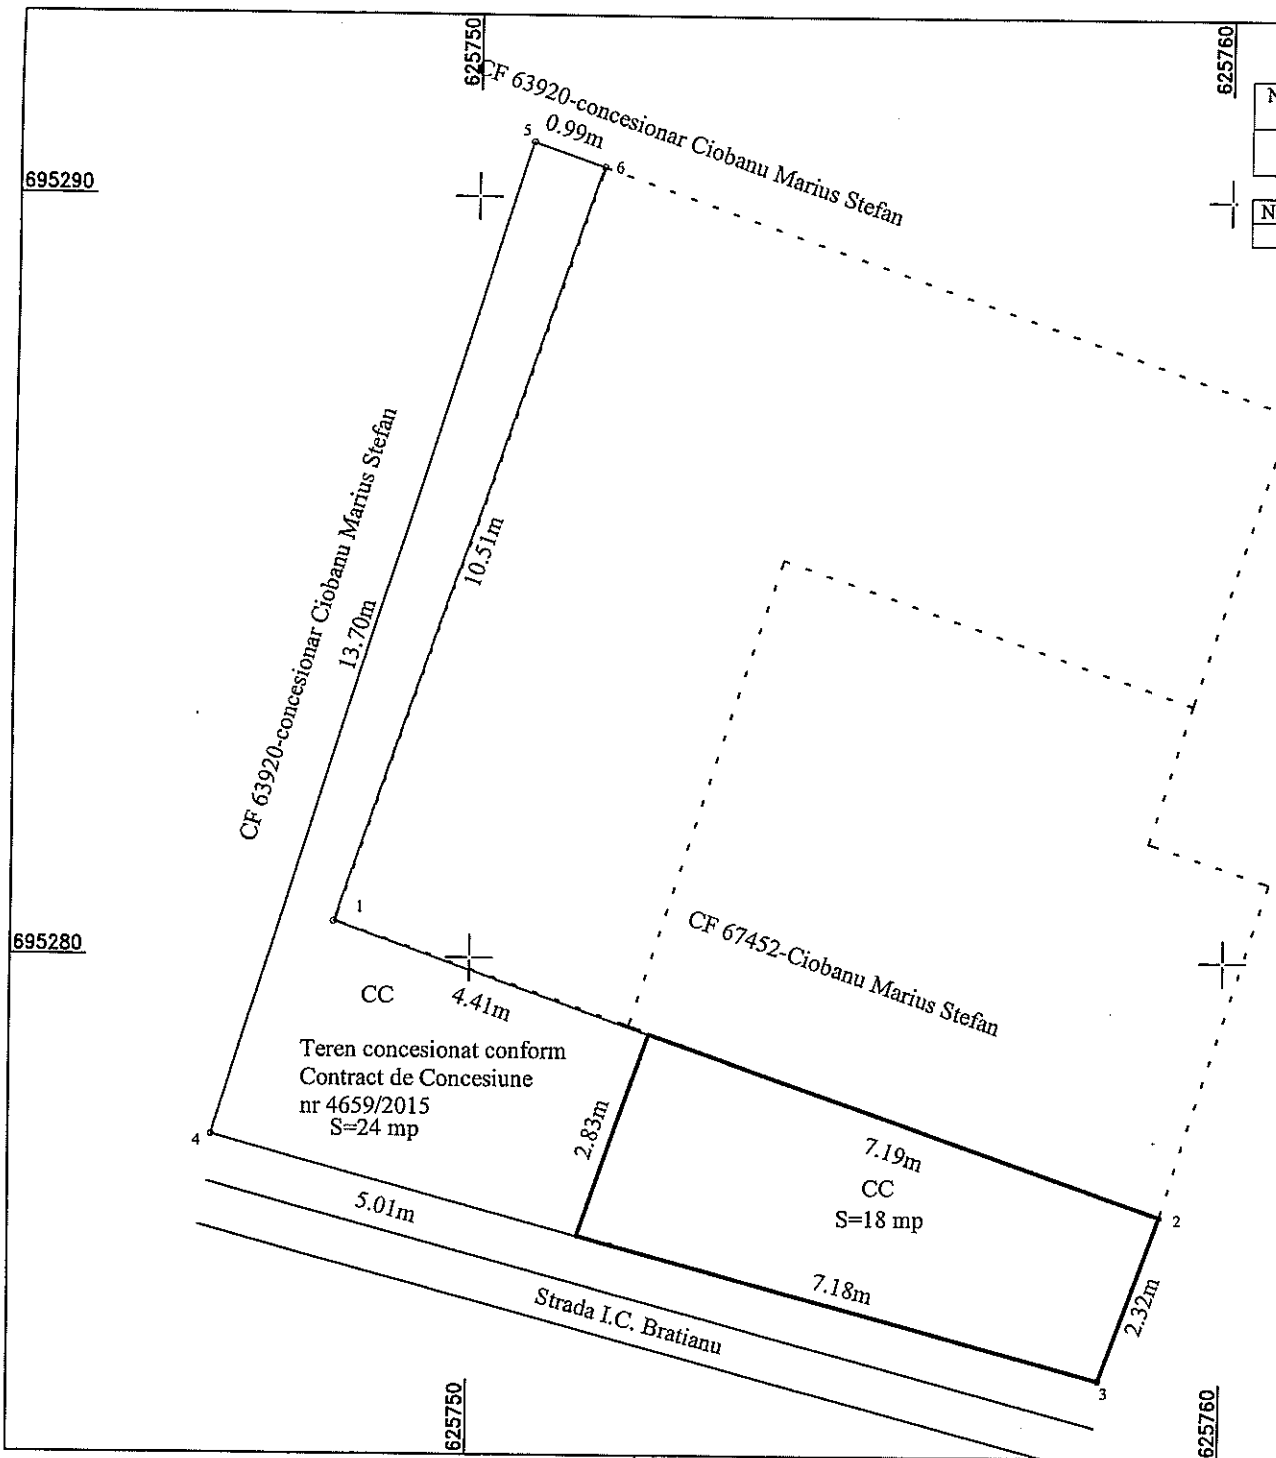 625750
625760
CF 63920-concesionar Ciobanu Marius Stefan
0.99m
5
6
N
695290
N
CF 63920-concesionar Ciobanu Marius Stefan
13.70m
10.51m
1
695280
CF 67452-Ciobanu Marius Stefan
CC
4.41m
Teren concesionat conform
Contract de Concesiune
nr 4659/2015
S=24 mp
4
2.83m
7.19m
CC
S=18 mp
2
5.01m
7.18m
2.32m
Strada I.C. Bratianu
3
625750
625760